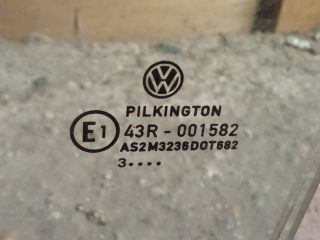 PILKINGTON
E1 43R - 001582
AS2M3236DOT682
3....